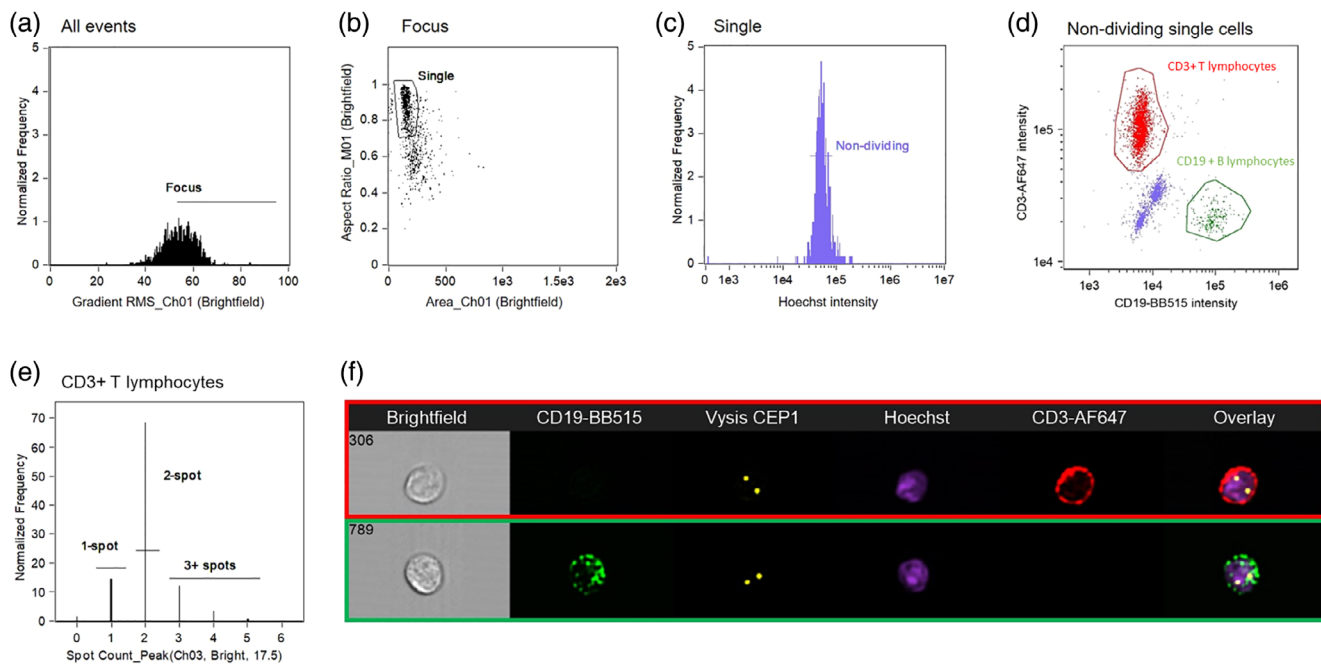 (a) All events
5
4
3
2
1
0
Normalized Frequency
Focus
0 20 40 60 80 100
Gradient RMS_Ch01 (Brightfield)
(b) Focus
1
0.8
0.6
0.4
0.2
0
Aspect Ratio_M01 (Brightfield)
Single
0 500 1e3 1.5e3 2e3
Area_Ch01 (Brightfield)
(c) Single
5
4
3
2
1
0
Normalized Frequency
Non-dividing
0 1e3 1e4 1e5 1e6 1e7
Hoechst intensity
(d) Non-dividing single cells
1e5
1e4
CD3-AF647 intensity
CD3+ T lymphocytes
CD19 + B lymphocytes
1e3 1e4 1e5 1e6
CD19-BB515 intensity
(e) CD3+ T lymphocytes
70
60
50
40
30
20
10
0
Normalized Frequency
2-spot
1-spot
3+ spots
0 1 2 3 4 5 6
Spot Count_Peak(Ch03, Bright, 17.5)
(f)
Brightfield CD19-BB515 Vysis CEP1 Hoechst CD3-AF647 Overlay
306
789